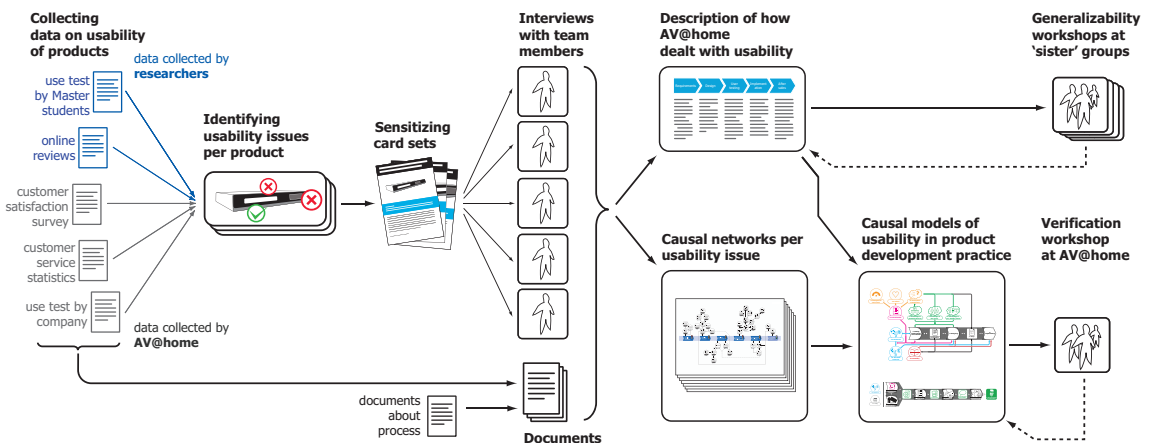 Collecting
data on usability
of products
data collected by
researchers
use test
by Master
students
online
reviews
customer
satisfaction
survey
customer
service
statistics
use test by
company
data collected by
AV@home
Identifying
usability issues
per product
Sensitizing
card sets
Interviews
with team
members
documents
about
process
Documents
Description of how
AV@home
dealt with usability
Causal networks per
usability issue
Causal models of
usability in product
development practice
Generalizability
workshops at
‘sister’ groups
Verification
workshop
at AV@home